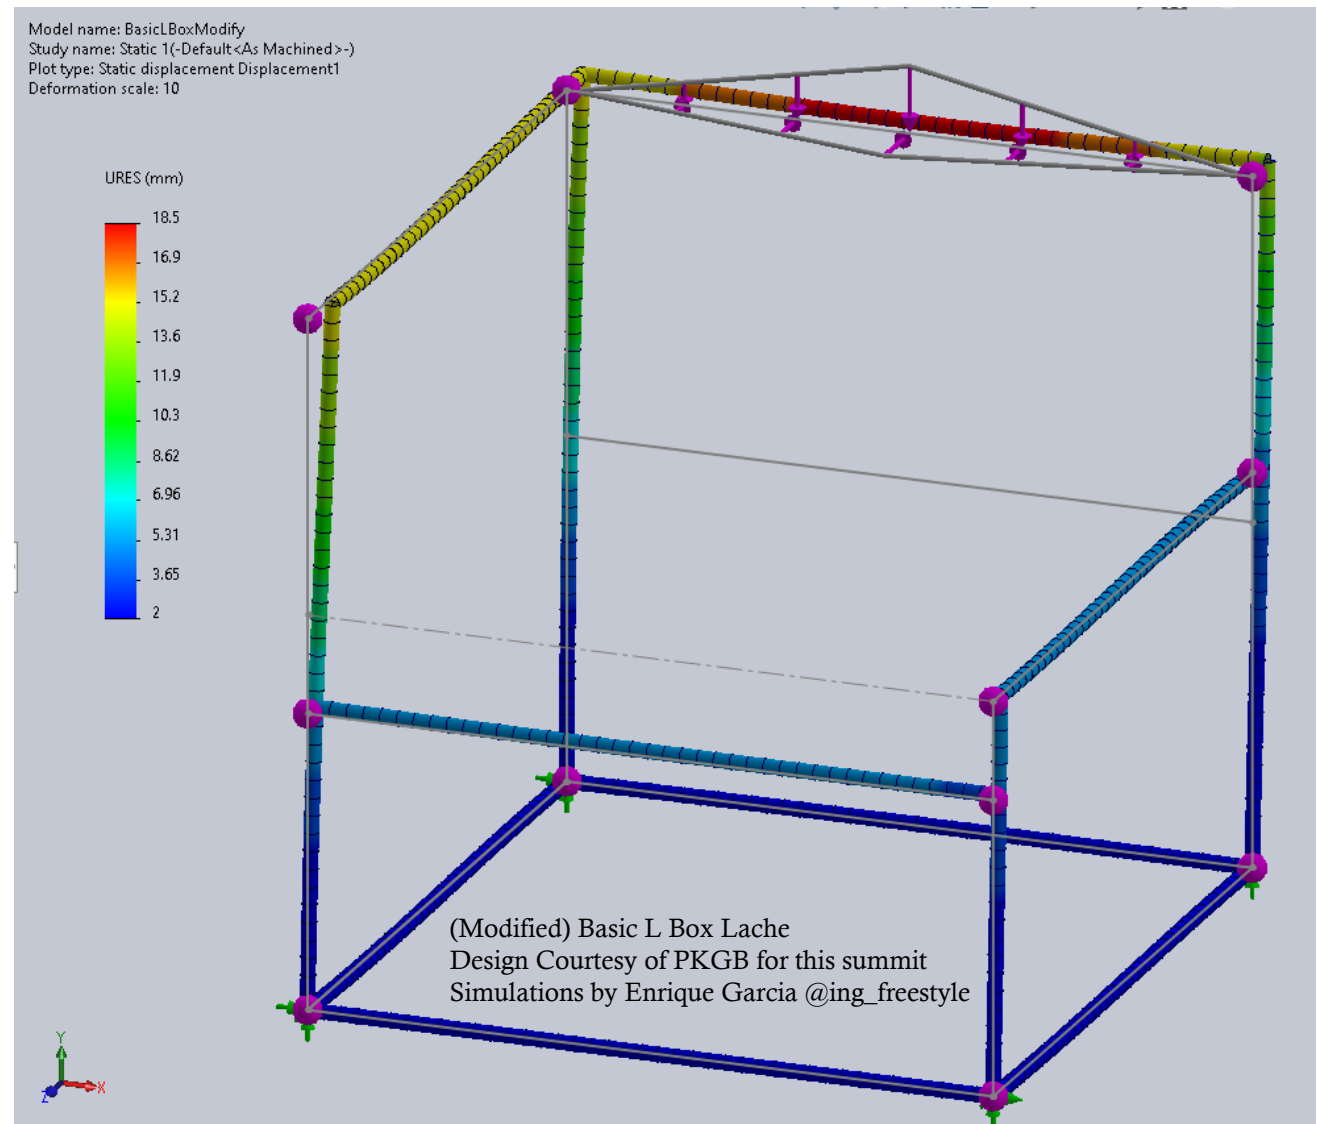 Model name: BasicLBoxModify
Study name: Static 1(-Default<As Machined>-)
Plot type: Static displacement Displacement1
Deformation scale: 10
URES (mm)
18.5
16.9
15.2
13.6
11.9
10.3
8.62
6.96
5.31
3.65
2
(Modified) Basic L Box Lache
Design Courtesy of PKGB for this summit
Simulations by Enrique Garcia @ing_freestyle
Y
X
Z